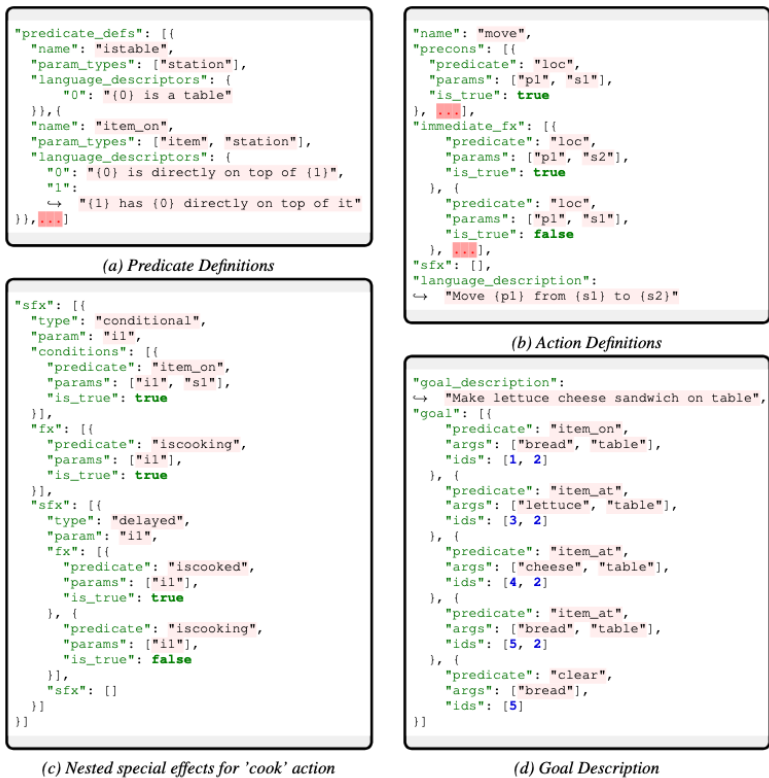 "predicate_defs": [{
"name": "istable",
"param_types": ["station"],
"language_descriptors": {
"0": "{0} is a table"
}},{
"name": "item_on",
"param_types": ["item", "station"],
"language_descriptors": {
"0": "{0} is directly on top of {1}",
"1":
↪ "{1} has {0} directly on top of it"
}},...]
(a) Predicate Definitions
"name": "move",
"precons": [{
"predicate": "loc",
"params": ["p1", "s1"],
"is_true": true
}, ...],
"immediate_fx": [{
"predicate": "loc",
"params": ["p1", "s2"],
"is_true": true
}, {
"predicate": "loc",
"params": ["p1", "s1"],
"is_true": false
}, ...],
"sfx": [],
"language_description":
↪ "Move {p1} from {s1} to {s2}"
(b) Action Definitions
"sfx": [{
"type": "conditional",
"param": "i1",
"conditions": [{
"predicate": "item_on",
"params": ["i1", "s1"],
"is_true": true
}],
"fx": [{
"predicate": "iscooking",
"params": ["i1"],
"is_true": true
}],
"sfx": [{
"type": "delayed",
"param": "i1",
"fx": [{
"predicate": "iscooked",
"params": ["i1"],
"is_true": true
}, {
"predicate": "iscooking",
"params": ["i1"],
"is_true": false
}],
"sfx": []
}]
}]
(c) Nested special effects for 'cook' action
"goal_description":
↪ "Make lettuce cheese sandwich on table",
"goal": [{
"predicate": "item_on",
"args": ["bread", "table"],
"ids": [1, 2]
}, {
"predicate": "item_at",
"args": ["lettuce", "table"],
"ids": [3, 2]
}, {
"predicate": "item_at",
"args": ["cheese", "table"],
"ids": [4, 2]
}, {
"predicate": "item_at",
"args": ["bread", "table"],
"ids": [5, 2]
}, {
"predicate": "clear",
"args": ["bread"],
"ids": [5]
}]
(d) Goal Description